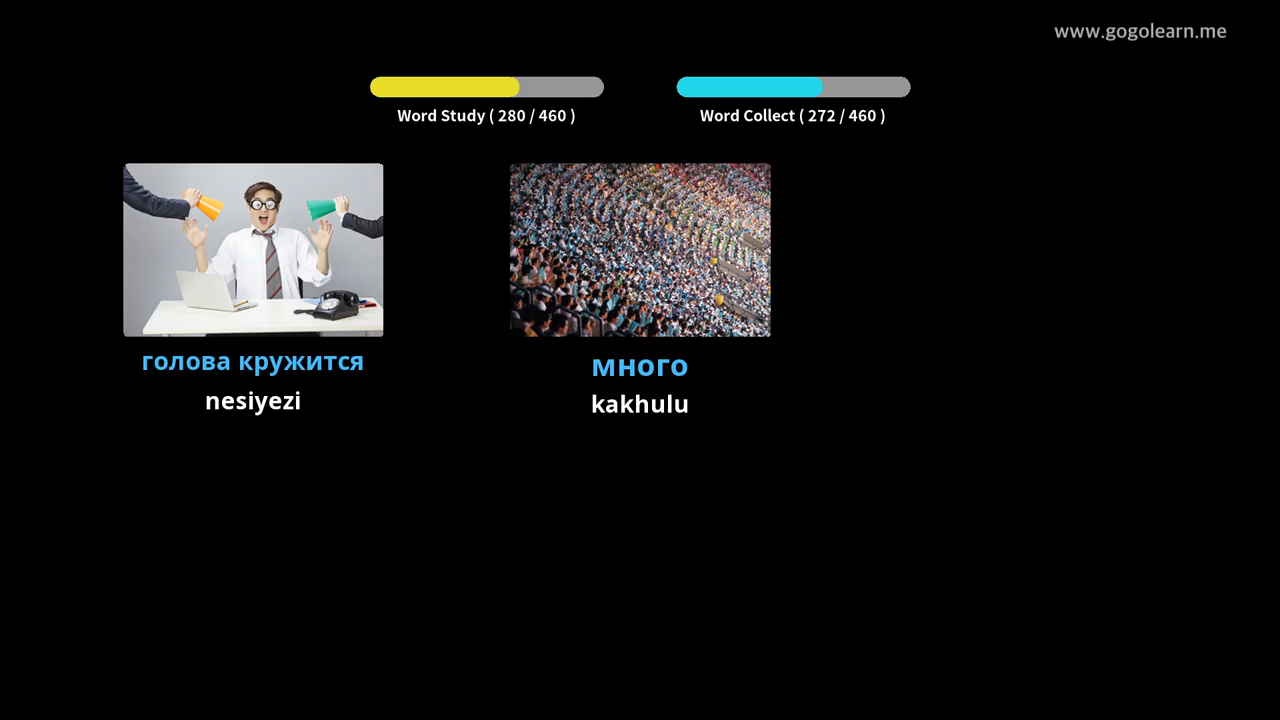 www.gogolearn.me
Word Study ( 280 / 460 )
Word Collect ( 272 / 460 )
голова кружится
nesiyezi
много
kakhulu